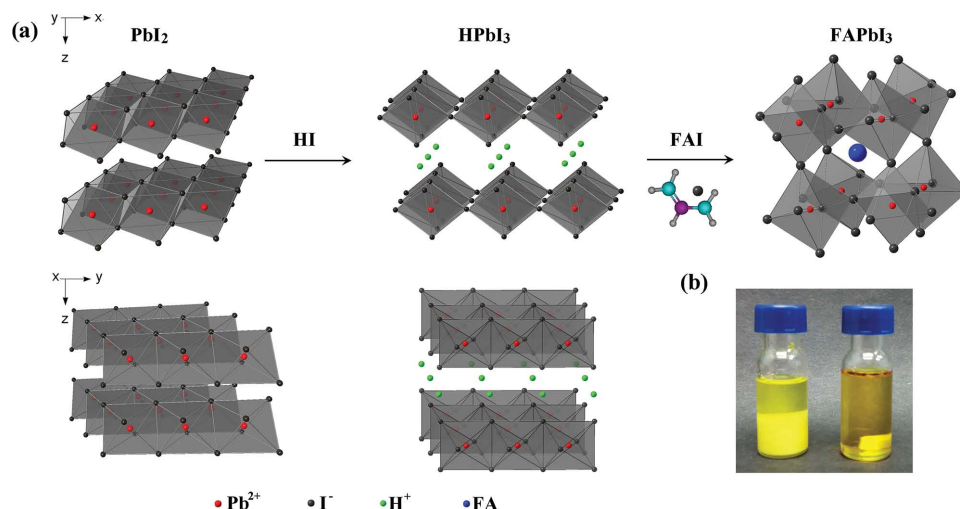 (a)
y x
z
PbI₂
HPbI₃
FAPbI₃
HI
FAI
x y
z
(b)
Pb²⁺ I⁻ H⁺ FA